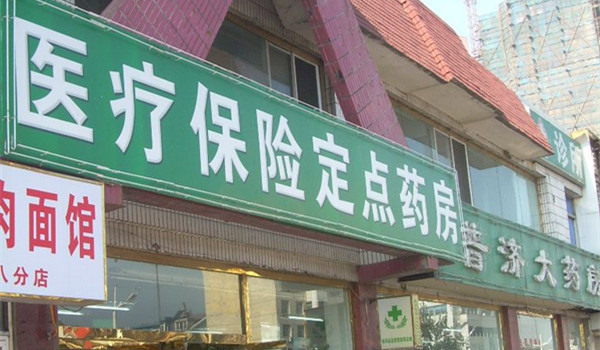 医疗保险定点药房
普济大药房
诊所
肉面馆
八分店